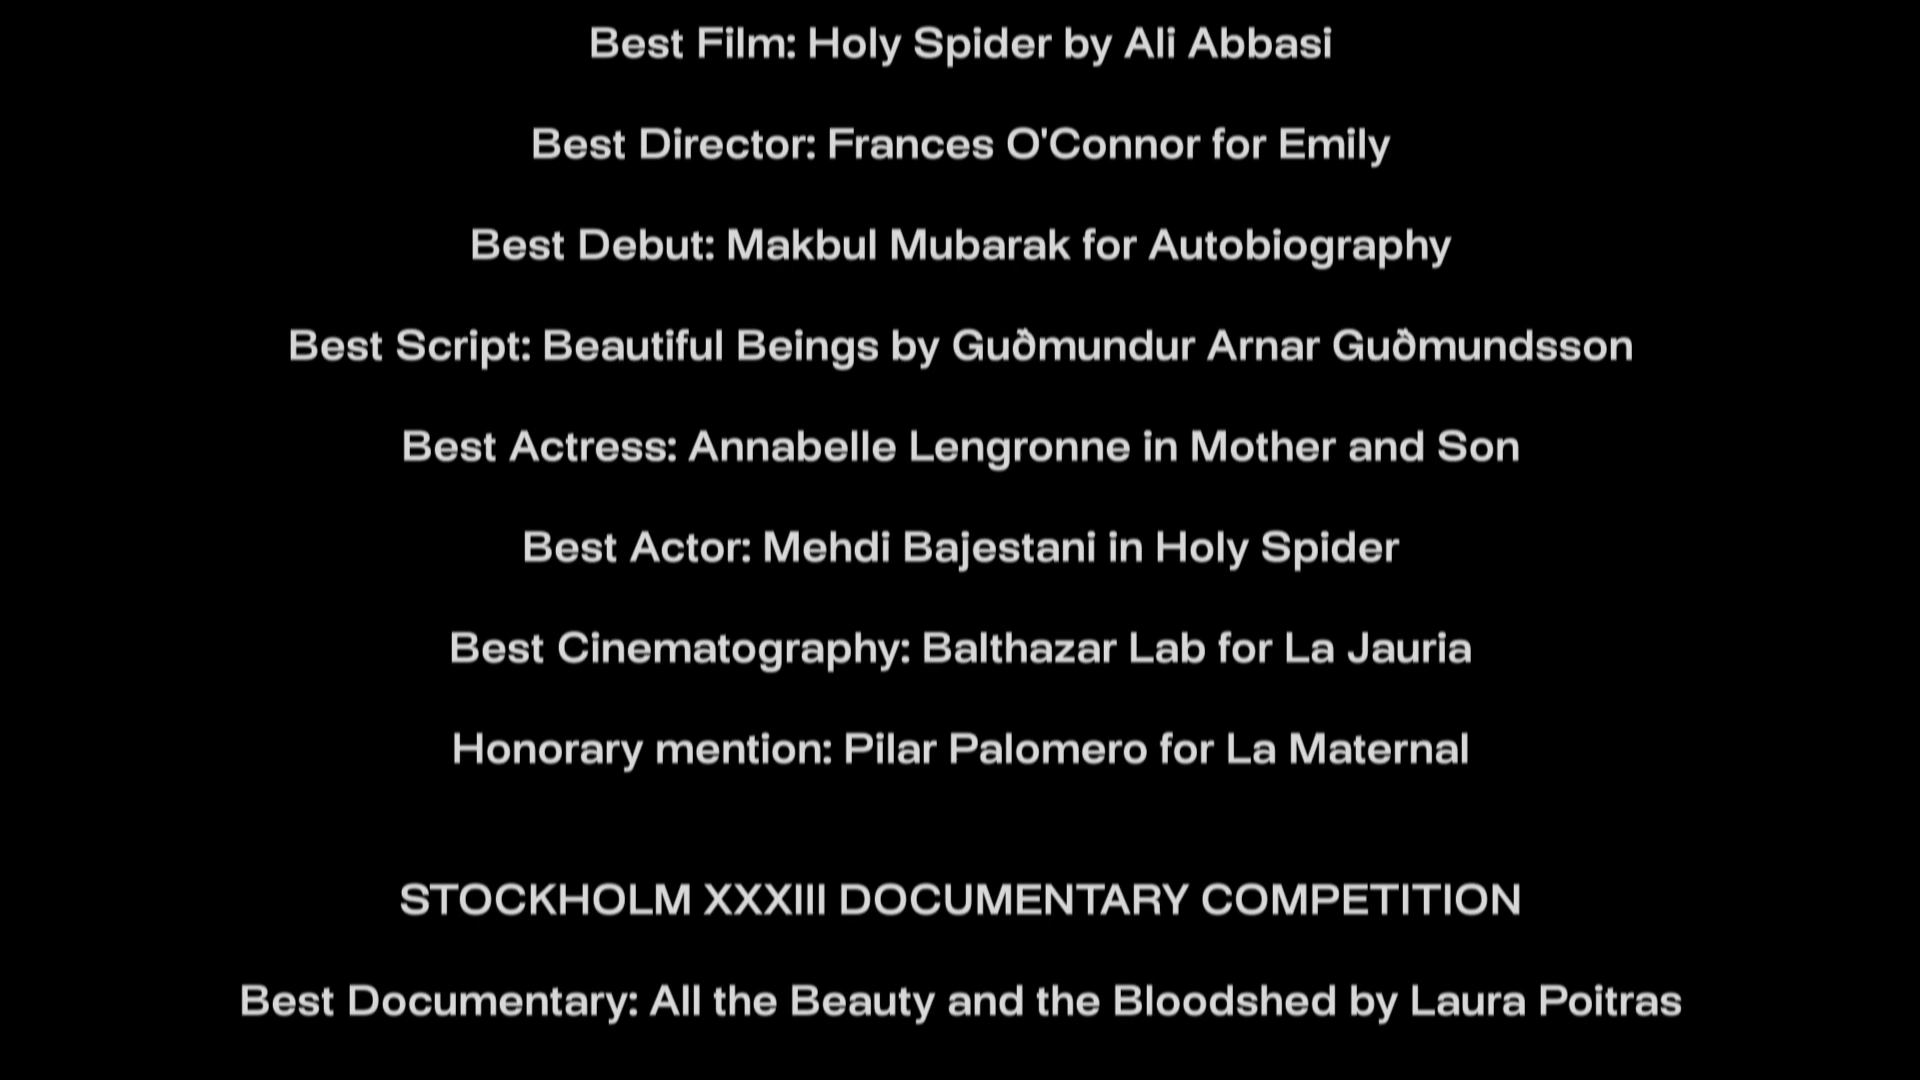 Best Film: Holy Spider by Ali Abbasi
Best Director: Frances O'Connor for Emily
Best Debut: Makbul Mubarak for Autobiography
Best Script: Beautiful Beings by Guðmundur Arnar Guðmundsson
Best Actress: Annabelle Lengronne in Mother and Son
Best Actor: Mehdi Bajestani in Holy Spider
Best Cinematography: Balthazar Lab for La Jauria
Honorary mention: Pilar Palomero for La Maternal
STOCKHOLM XXXIII DOCUMENTARY COMPETITION
Best Documentary: All the Beauty and the Bloodshed by Laura Poitras